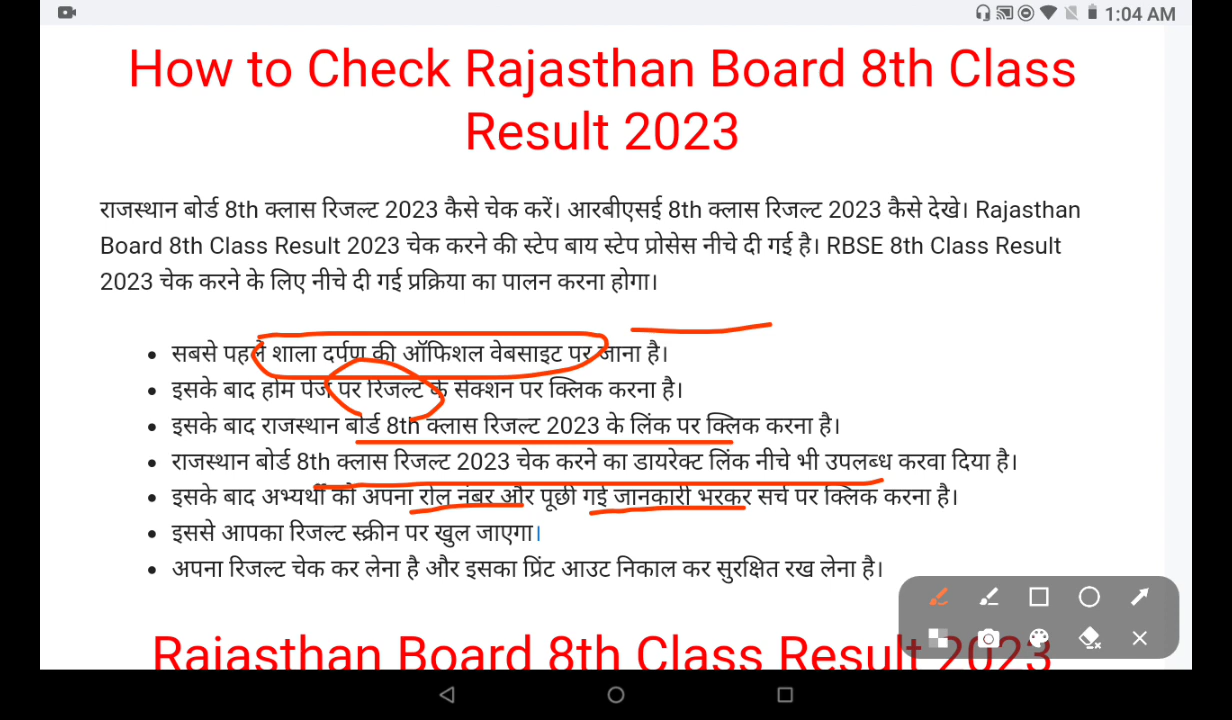 1:04 AM
How to Check Rajasthan Board 8th Class
Result 2023
राजस्थान बोर्ड 8th क्लास रिजल्ट 2023 कैसे चेक करें। आरबीएसई 8th क्लास रिजल्ट 2023 कैसे देखे। Rajasthan
Board 8th Class Result 2023 चेक करने की स्टेप बाय स्टेप प्रोसेस नीचे दी गई है। RBSE 8th Class Result
2023 चेक करने के लिए नीचे दी गई प्रक्रिया का पालन करना होगा।
• सबसे पहले शाला दर्पण की ऑफिशल वेबसाइट पर जाना है।
• इसके बाद होम पेज पर रिजल्ट के सेक्शन पर क्लिक करना है।
• इसके बाद राजस्थान बोर्ड 8th क्लास रिजल्ट 2023 के लिंक पर क्लिक करना है।
• राजस्थान बोर्ड 8th क्लास रिजल्ट 2023 चेक करने का डायरेक्ट लिंक नीचे भी उपलब्ध करवा दिया है।
• इसके बाद अभ्यर्थी को अपना रोल नंबर और पूछी गई जानकारी भरकर सर्च पर क्लिक करना है।
• इससे आपका रिजल्ट स्क्रीन पर खुल जाएगा।
• अपना रिजल्ट चेक कर लेना है और इसका प्रिंट आउट निकाल कर सुरक्षित रख लेना है।
Rajasthan Board 8th Class Result 2023